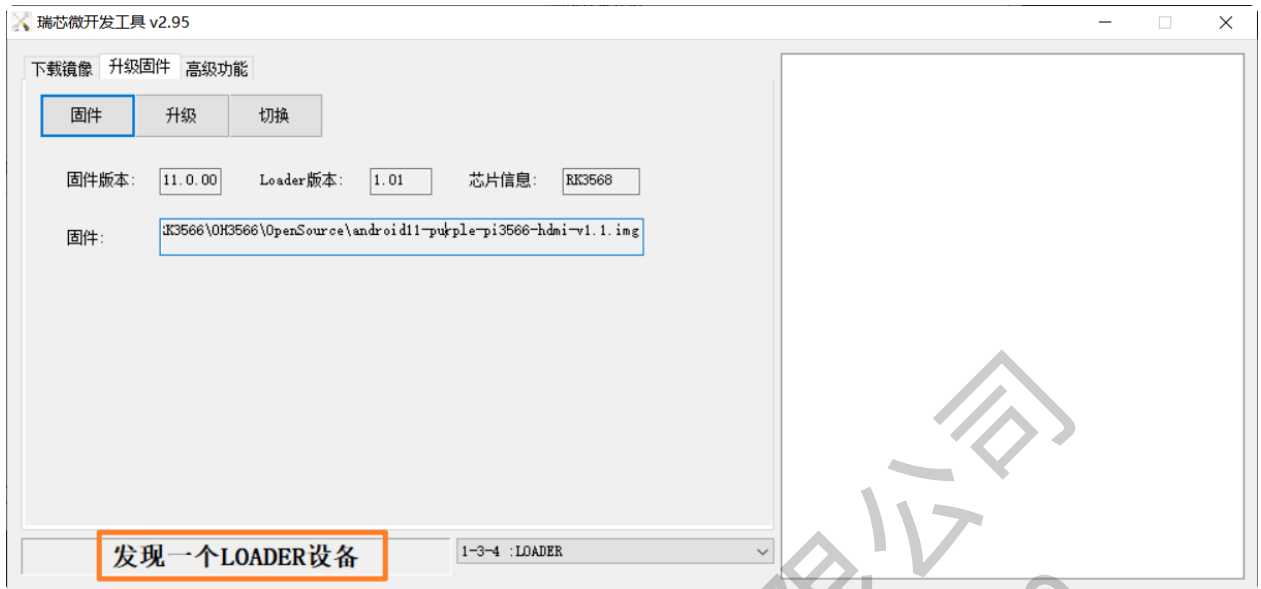 瑞芯微开发工具 v2.95
下载镜像 升级固件 高级功能
固件 升级 切换
固件版本: 11.0.00 Loader版本: 1.01 芯片信息: RK3568
固件: :K3566\OH3566\OpenSource\android11-purple-pi3566-hdmi-v1.1.img
发现一个LOADER设备 1-3-4 :LOADER
限公司